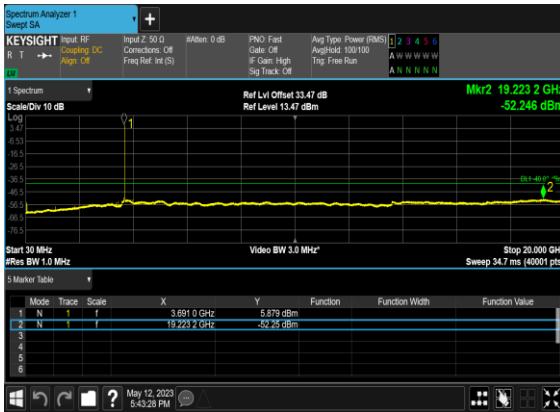 Spectrum Analyzer 1
Swept SA
+
KEYSIGHT Input: RF Input Z: 50 Ω #Atten: 0 dB PNO: Fast Avg Type: Power (RMS) 1 2 3 4 5 6
R T Coupling: DC Corrections: Off Gate: Off Avg|Hold: 100/100 A W W W W W
Align: Off Freq Ref: Int (S) IF Gain: High Trig: Free Run
LXI Sig Track: Off A N N N N N
1 Spectrum Ref Lvl Offset 33.47 dB Mkr2 19.223 2 GHz
Scale/Div 10 dB Ref Level 13.47 dBm -52.246 dBm
Log
3.47
-6.53
-16.5
-26.5
-36.5
-46.5
-56.5
-66.5
-76.5
1
DL1 -40.0
2
Start 30 MHz Video BW 3.0 MHz* Stop 20.000 GHz
#Res BW 1.0 MHz Sweep 34.7 ms (40001 pts)
5 Marker Table
Mode Trace Scale X Y Function Function Width Function Value
1 N 1 f 3.691 0 GHz 5.879 dBm
2 N 1 f 19.223 2 GHz -52.25 dBm
3
4
5
6
? May 12, 2023
5:43:28 PM